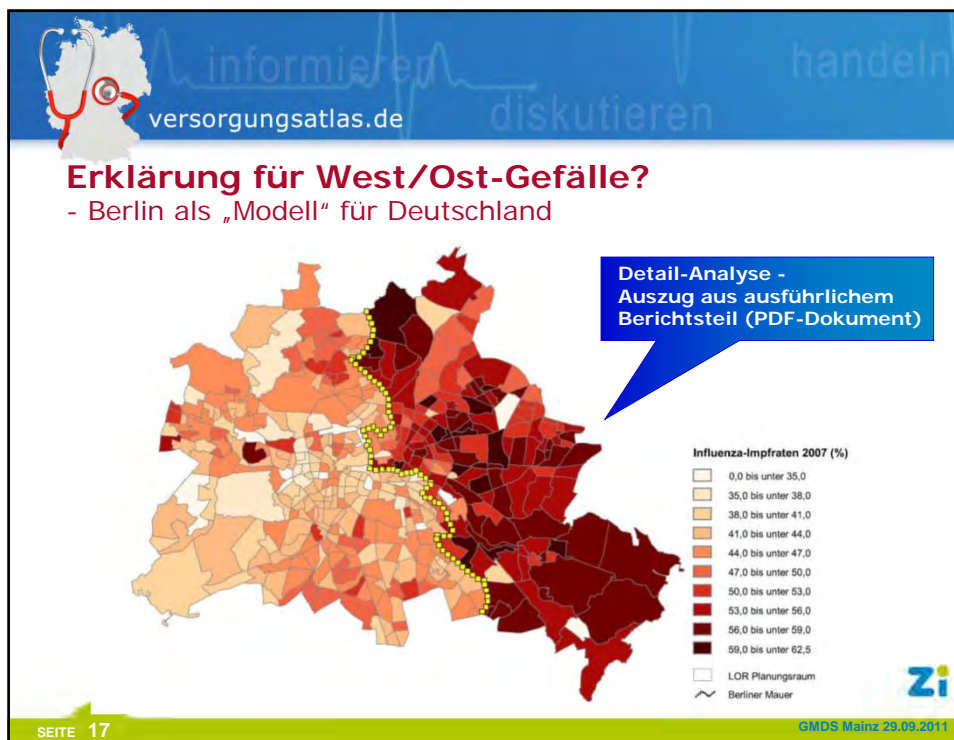 informieren
handeln
diskutieren
versorgungsatlas.de
Erklärung für West/Ost-Gefälle?
- Berlin als „Modell“ für Deutschland
Detail-Analyse -
Auszug aus ausführlichem
Berichtsteil (PDF-Dokument)
Influenza-Impfraten 2007 (%)
0,0 bis unter 35,0
35,0 bis unter 38,0
38,0 bis unter 41,0
41,0 bis unter 44,0
44,0 bis unter 47,0
47,0 bis unter 50,0
50,0 bis unter 53,0
53,0 bis unter 56,0
56,0 bis unter 59,0
59,0 bis unter 62,5
LOR Planungsraum
Berliner Mauer
Zi
SEITE 17
GMDS Mainz 29.09.2011